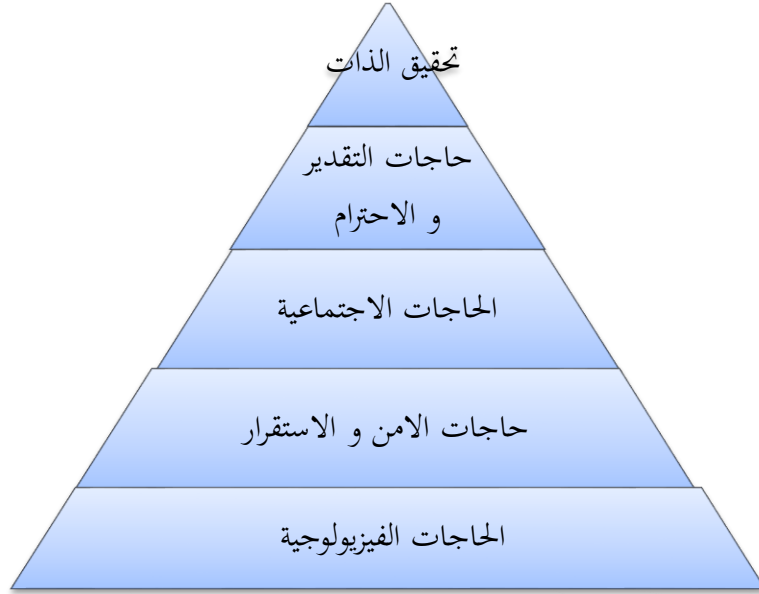 تحقيق الذات
حاجات التقدير
و الاحترام
الحاجات الاجتماعية
حاجات الامن و الاستقرار
الحاجات الفيزيولوجية